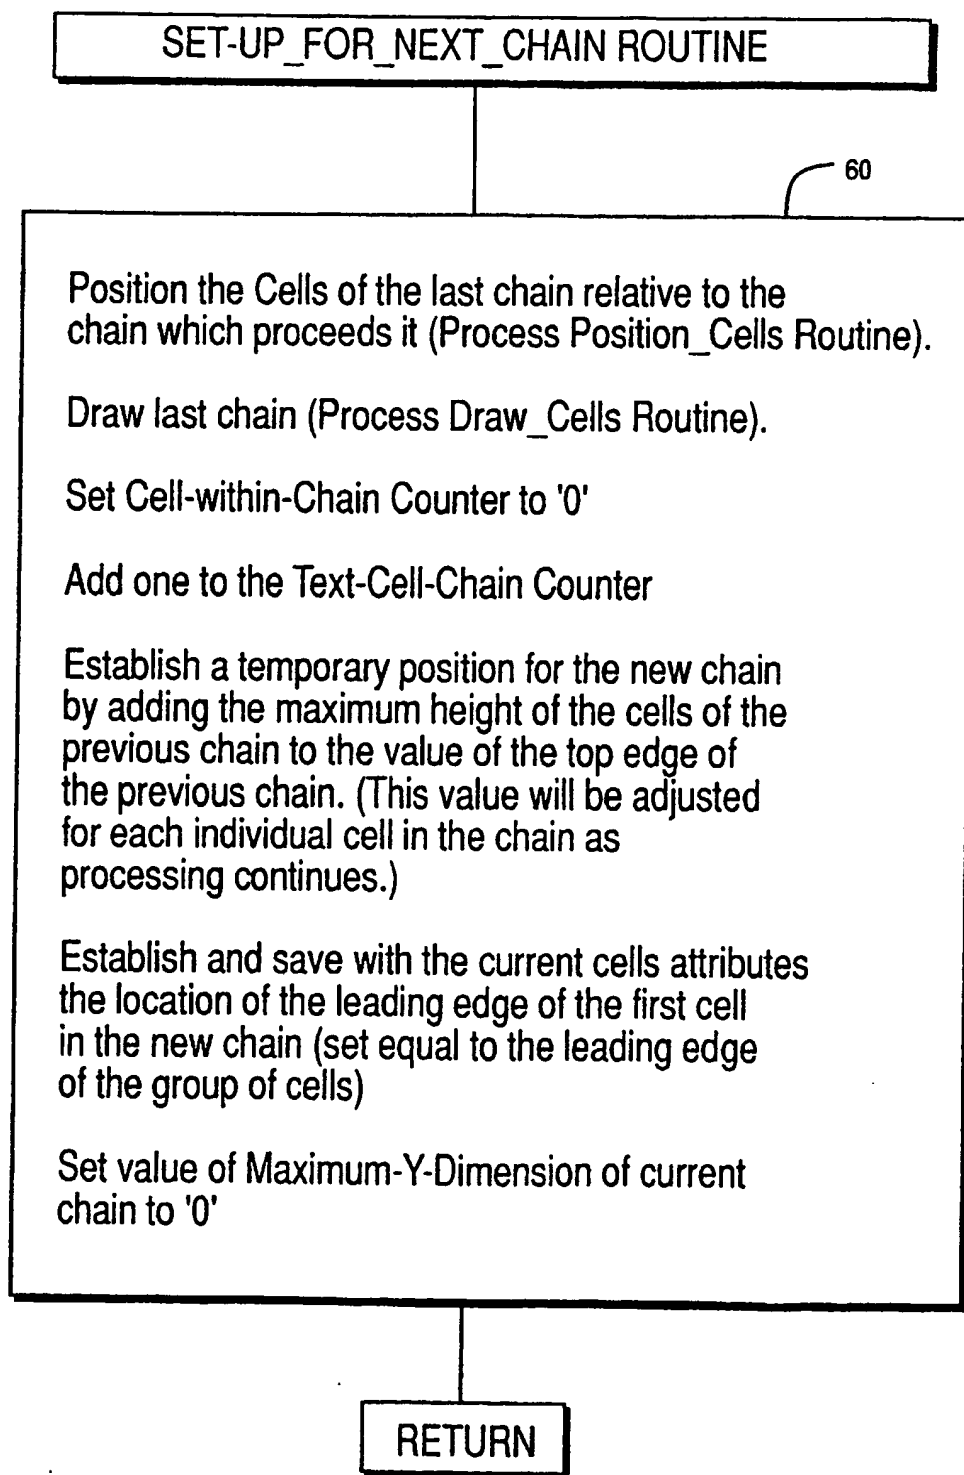 SET-UP_FOR_NEXT_CHAIN ROUTINE
60
Position the Cells of the last chain relative to the
chain which proceeds it (Process Position_Cells Routine).
Draw last chain (Process Draw_Cells Routine).
Set Cell-within-Chain Counter to '0'
Add one to the Text-Cell-Chain Counter
Establish a temporary position for the new chain
by adding the maximum height of the cells of the
previous chain to the value of the top edge of
the previous chain. (This value will be adjusted
for each individual cell in the chain as
processing continues.)
Establish and save with the current cells attributes
the location of the leading edge of the first cell
in the new chain (set equal to the leading edge
of the group of cells)
Set value of Maximum-Y-Dimension of current
chain to '0'
RETURN